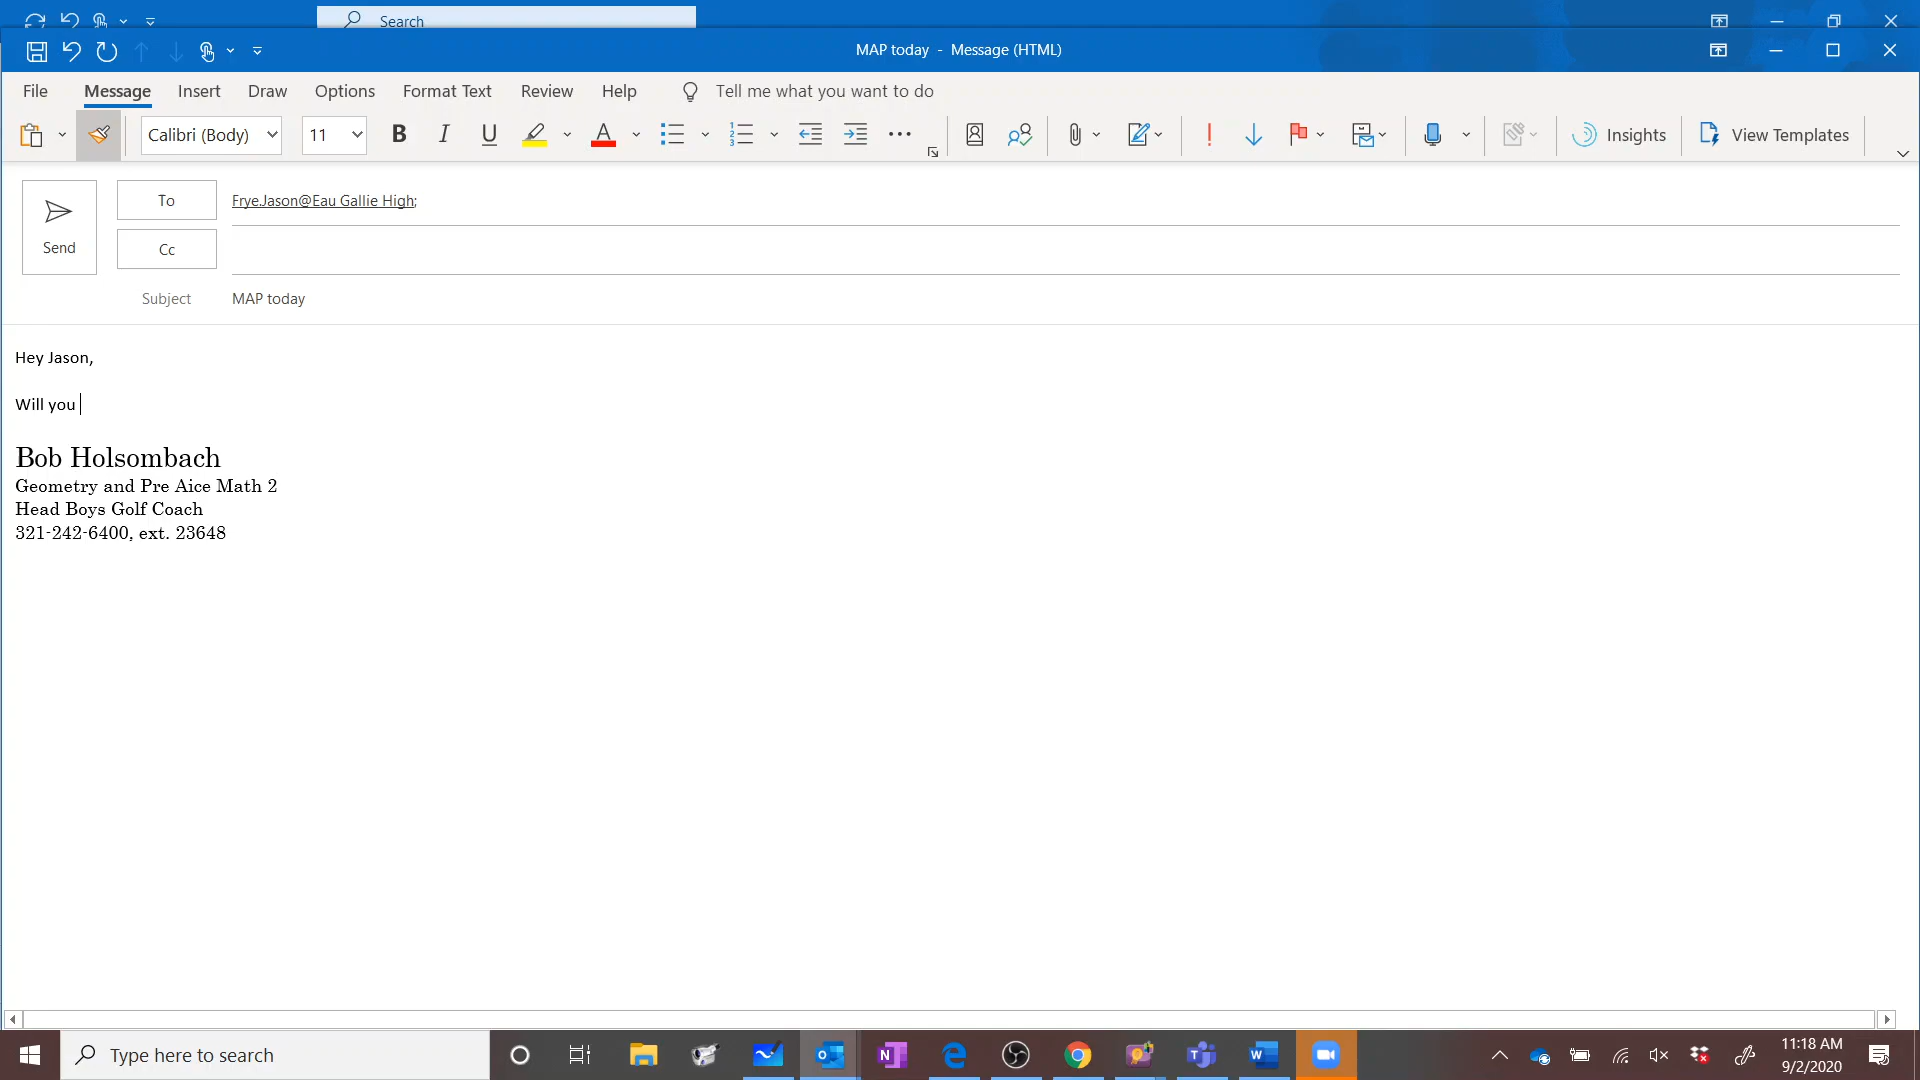 Search
MAP today - Message (HTML)
File Message Insert Draw Options Format Text Review Help Tell me what you want to do
Calibri (Body) 11 B I U A Insights View Templates
To Frye.Jason@Eau Gallie High;
Send
Cc
Subject MAP today
Hey Jason,
Will you
Bob Holsombach
Geometry and Pre Aice Math 2
Head Boys Golf Coach
321-242-6400, ext. 23648
Type here to search
11:18 AM
9/2/2020